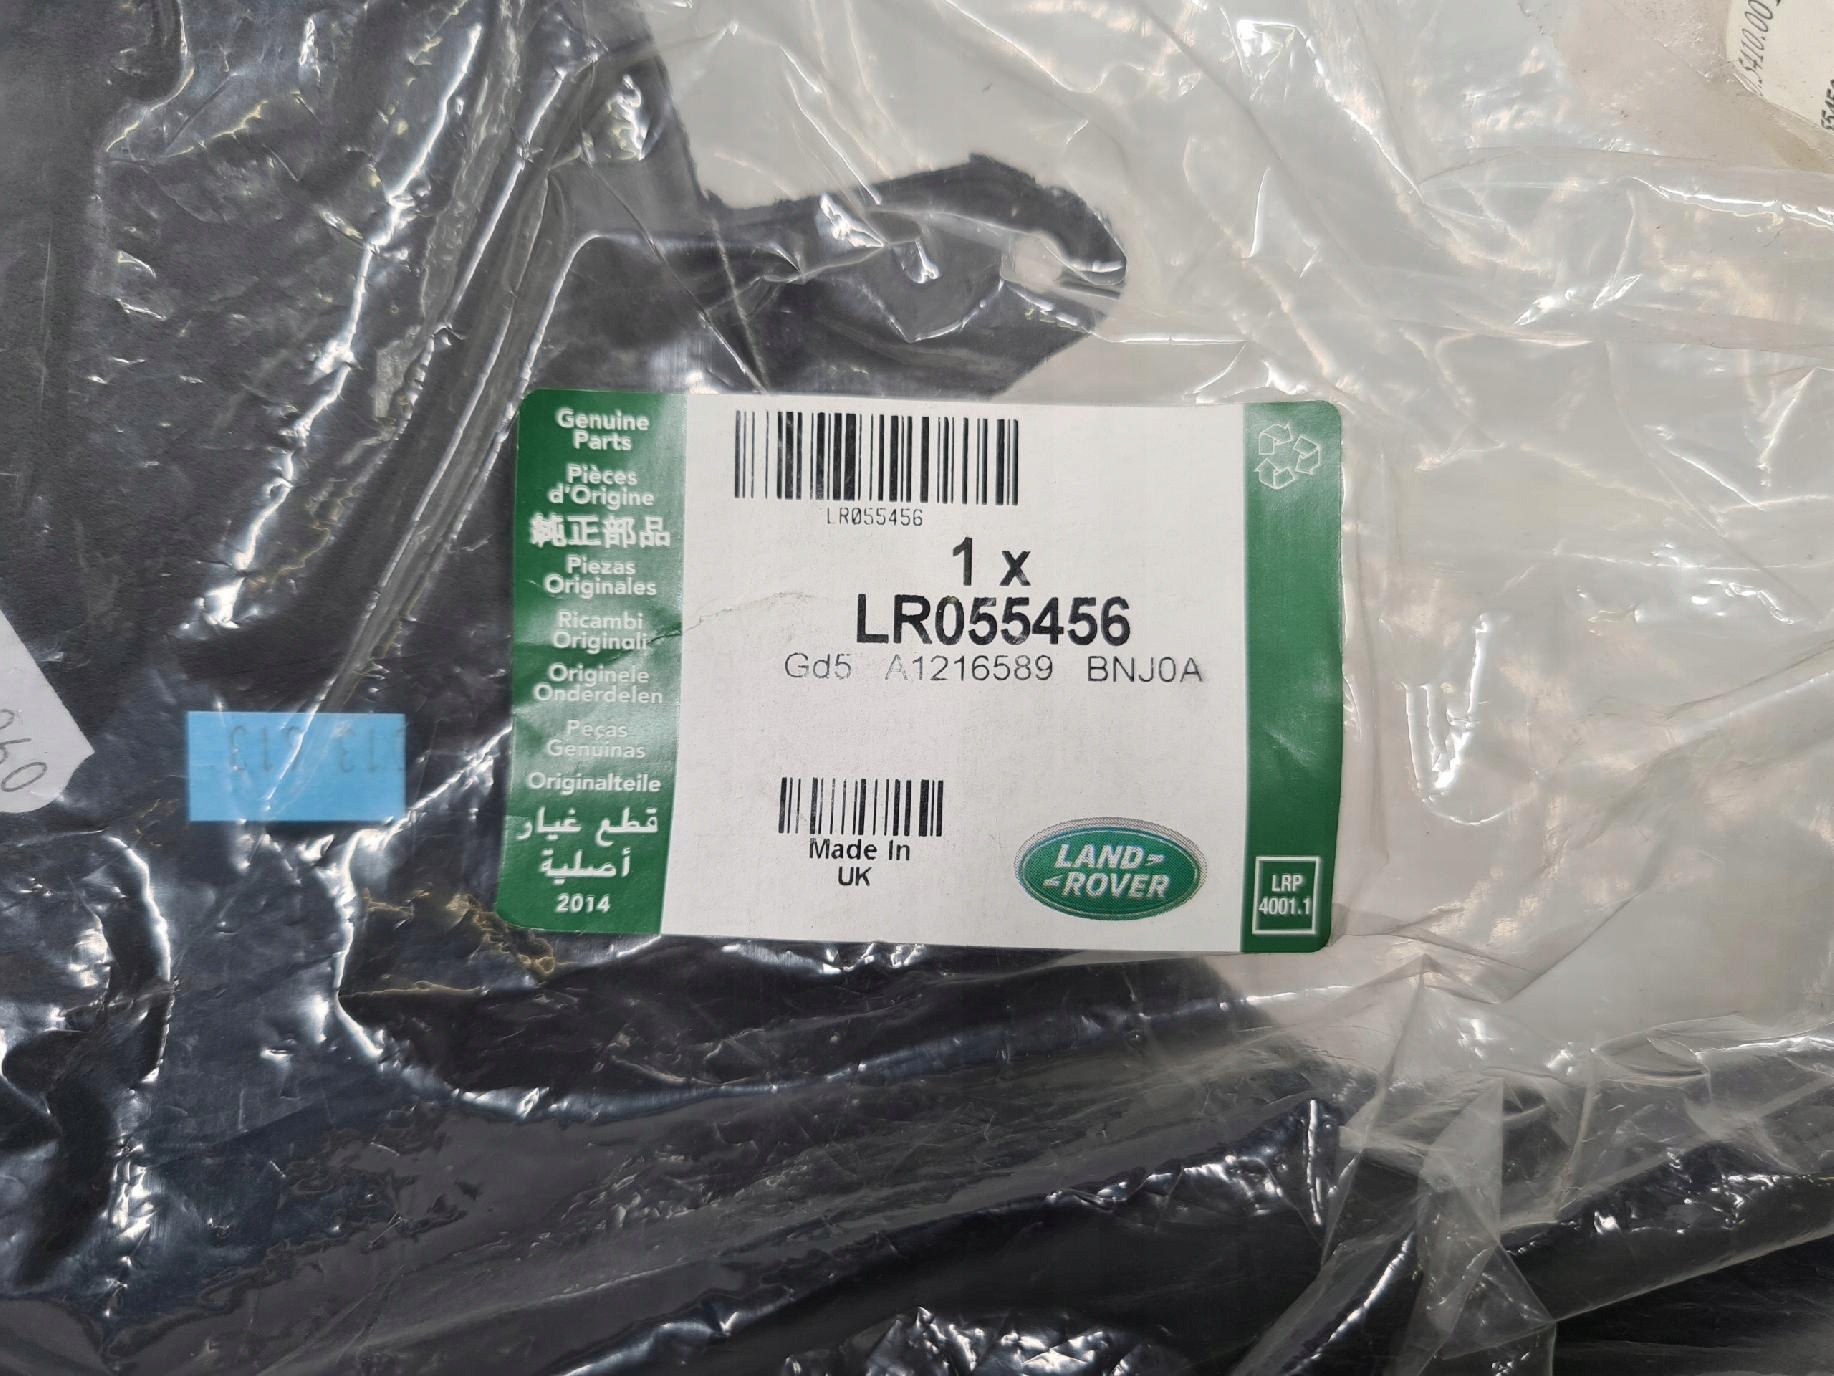 Genuine
Parts
Pièces
d'Origine
純正部品
Piezas
Originales
Ricambi
Originali
Originele
Onderdelen
Peças
Genuinas
Originalteile
قطع غيار
أصلية
2014
LR055456
1 x
LR055456
Gd5 A1216589 BNJ0A
Made In
UK
LAND-
-ROVER
LRP
4001.1